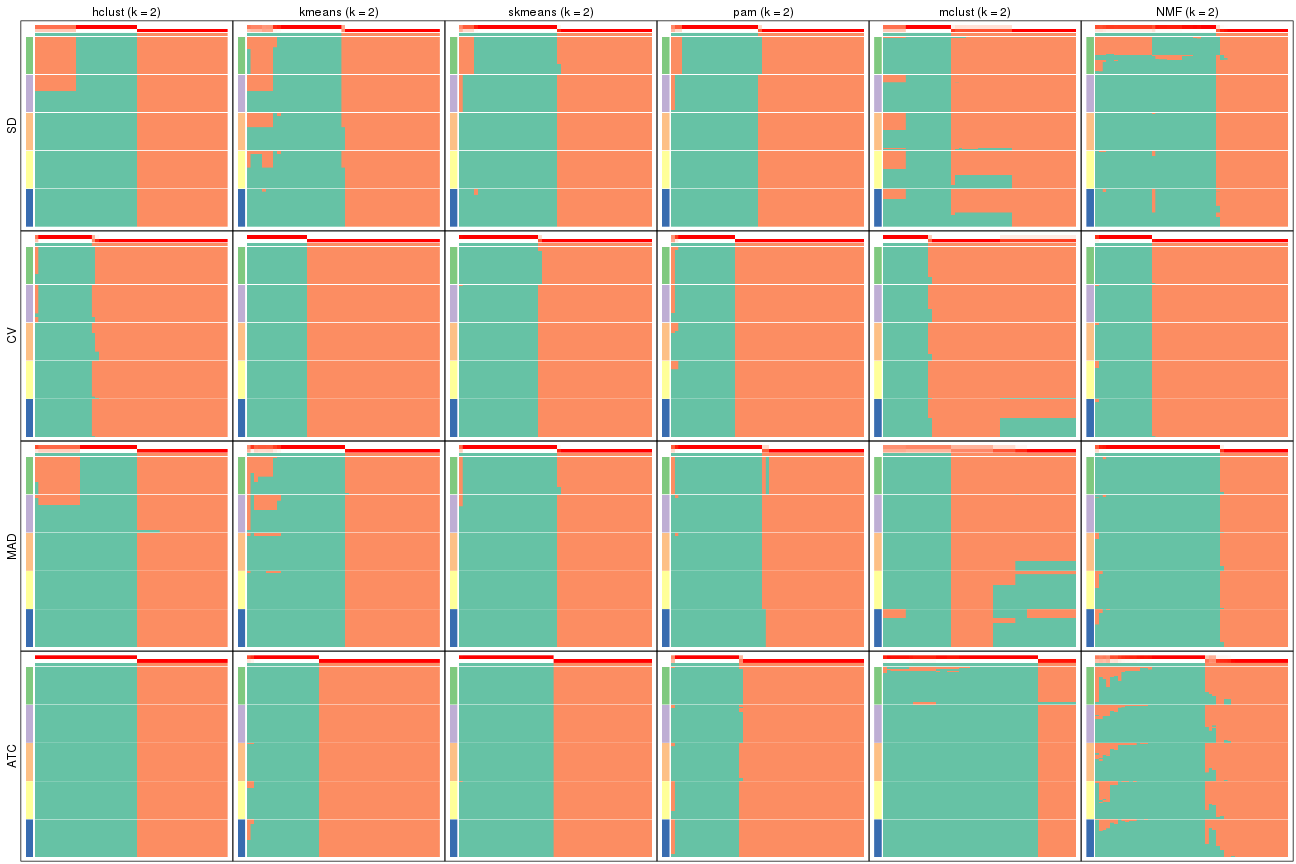 hclust (k = 2) kmeans (k = 2) skmeans (k = 2) pam (k = 2) mclust (k = 2) NMF (k = 2)
SD
CV
MAD
ATC